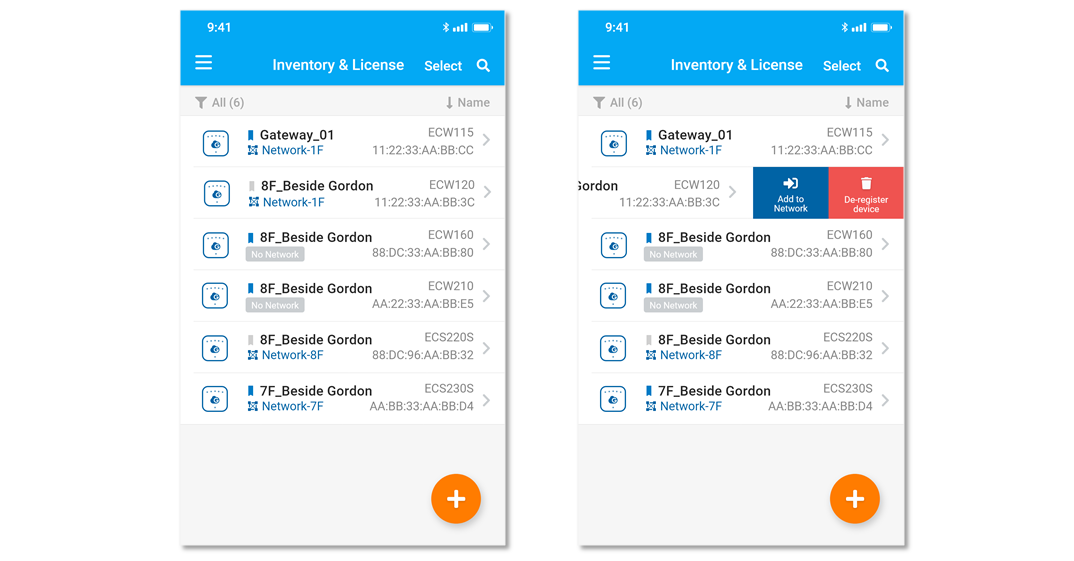 9:41
Inventory & License Select
All (6) Name
Gateway_01 ECW115
Network-1F 11:22:33:AA:BB:CC
8F_Beside Gordon ECW120
Network-1F 11:22:33:AA:BB:3C
8F_Beside Gordon ECW160
No Network 88:DC:33:AA:BB:80
8F_Beside Gordon ECW210
No Network AA:22:33:AA:BB:E5
8F_Beside Gordon ECS220S
Network-8F 88:DC:96:AA:BB:32
7F_Beside Gordon ECS230S
Network-7F AA:BB:33:AA:BB:D4
9:41
Inventory & License Select
All (6) Name
Gateway_01 ECW115
Network-1F 11:22:33:AA:BB:CC
Gordon ECW120
11:22:33:AA:BB:3C
Add to
Network
De-register
device
8F_Beside Gordon ECW160
No Network 88:DC:33:AA:BB:80
8F_Beside Gordon ECW210
No Network AA:22:33:AA:BB:E5
8F_Beside Gordon ECS220S
Network-8F 88:DC:96:AA:BB:32
7F_Beside Gordon ECS230S
Network-7F AA:BB:33:AA:BB:D4